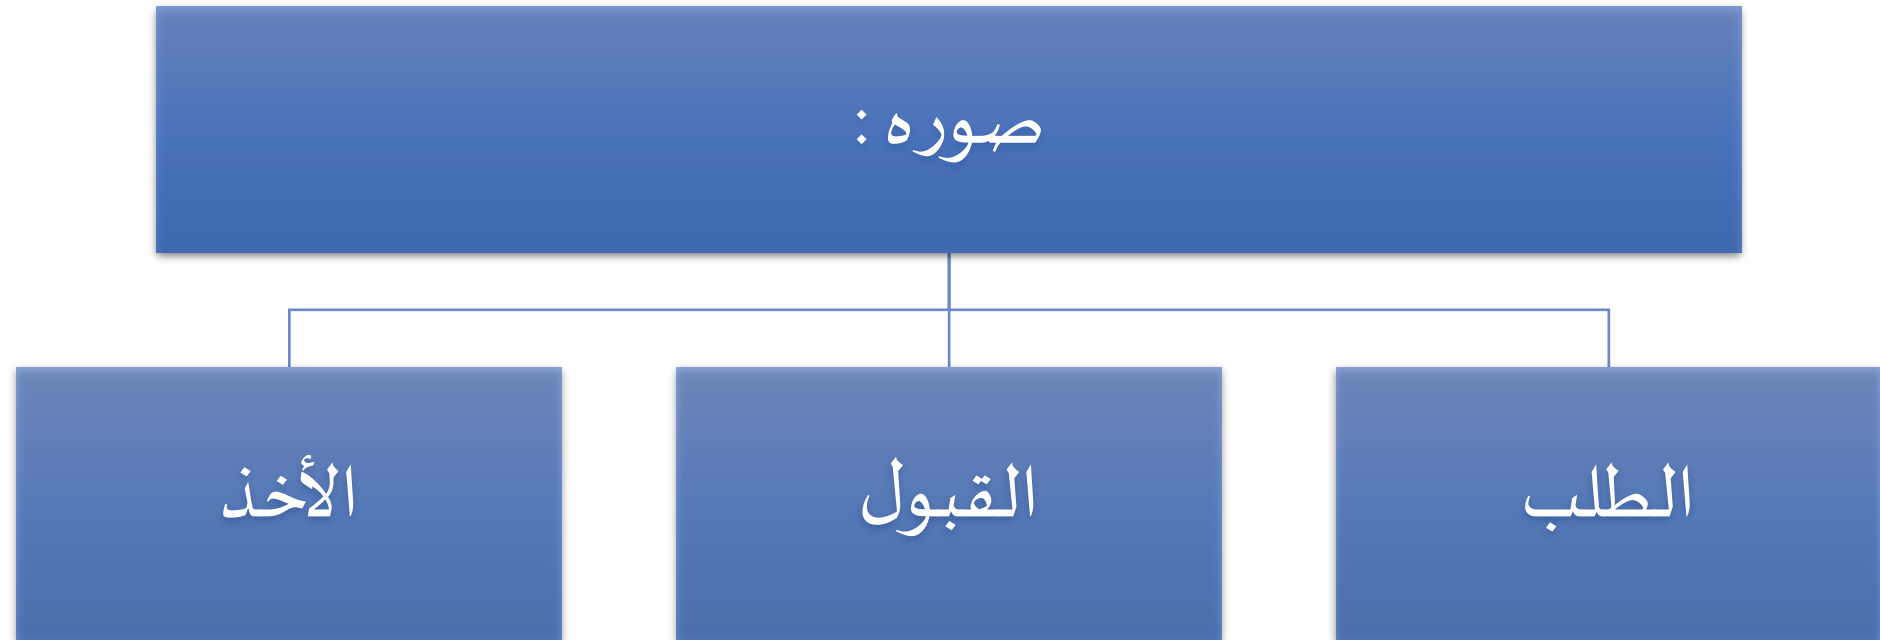 صوره :
الطلب
القبول
الأخذ